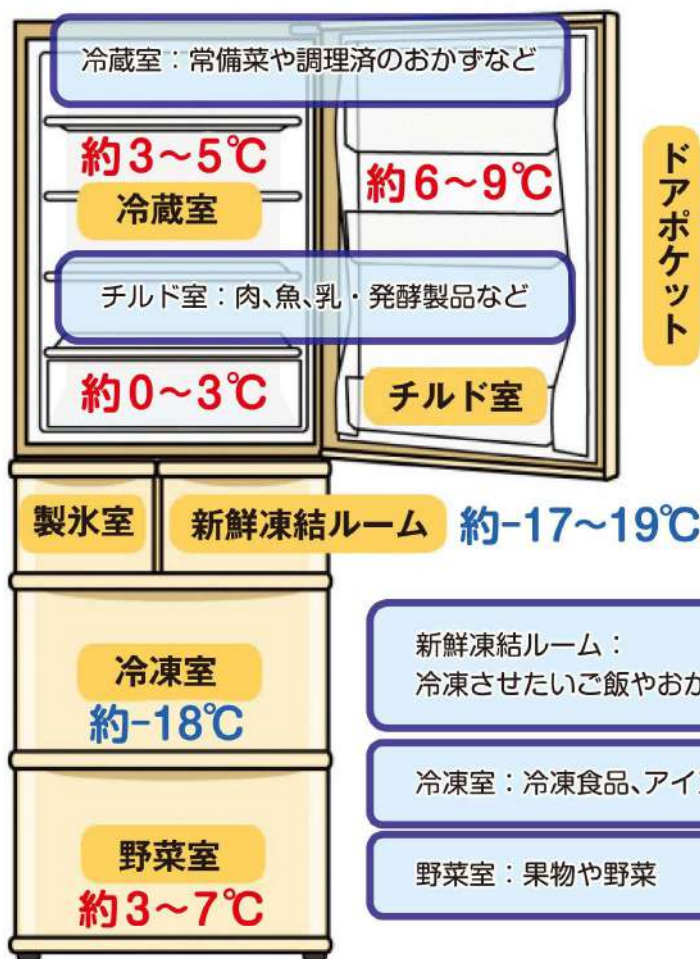 冷蔵室：常備菜や調理済のおかずなど
約3～5℃
冷蔵室
約6～9℃
ドアポケット
チルド室：肉、魚、乳・発酵製品など
約0～3℃
チルド室
製氷室
新鮮凍結ルーム
約-17～19℃
冷凍室
約-18℃
新鮮凍結ルーム：
冷凍させたいご飯やおか
冷凍室：冷凍食品、アイ
野菜室
約3～7℃
野菜室：果物や野菜